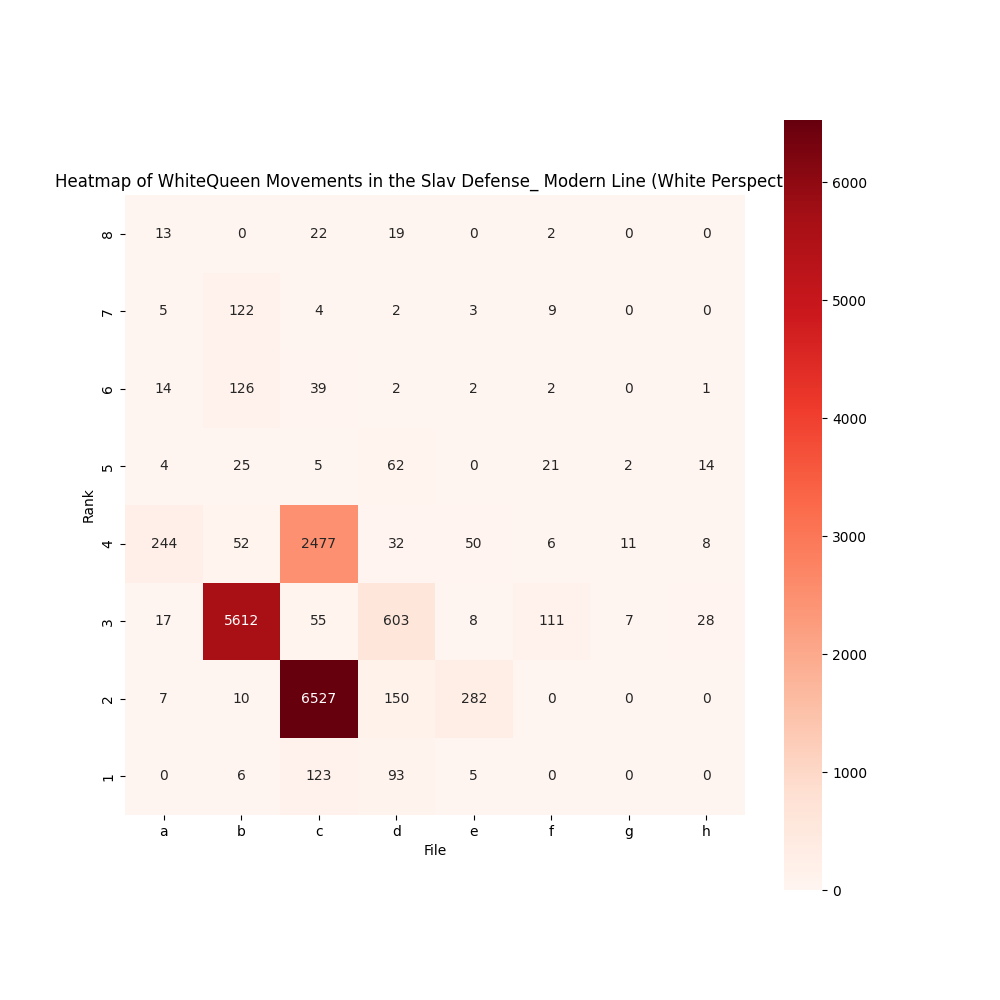 Heatmap of WhiteQueen Movements in the Slav Defense_ Modern Line (White Perspect
8 13 0 22 19 0 2 0 0
7 5 122 4 2 3 9 0 0
6 14 126 39 2 2 2 0 1
5 4 25 5 62 0 21 2 14
Rank
4 244 52 2477 32 50 6 11 8
3 17 5612 55 603 8 111 7 28
2 7 10 6527 150 282 0 0 0
1 0 6 123 93 5 0 0 0
a b c d e f g h
File
6000
5000
4000
3000
2000
1000
0